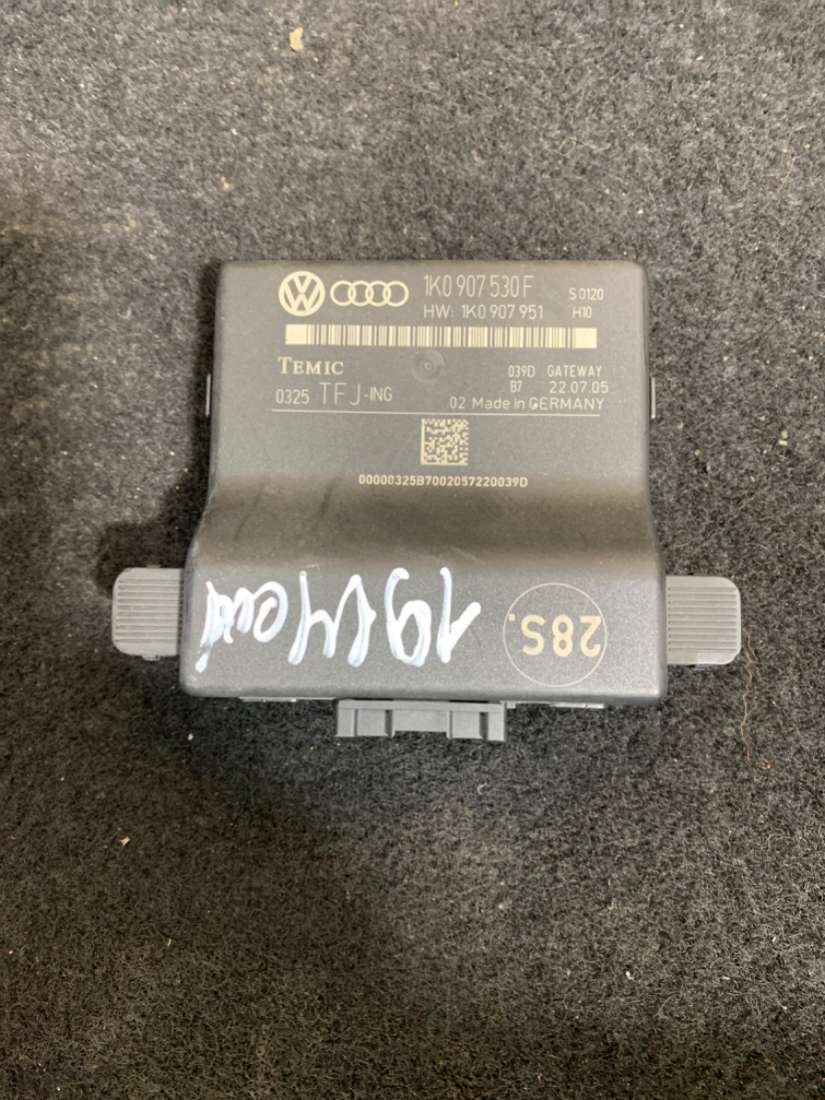 1K0 907 530 F S 0120
HW: 1K0 907 951 H10
TEMIC 039D GATEWAY
B7 22.07.05
0325 TFJ-ING
02 Made in GERMANY
00000325B7002057220039D
28S.